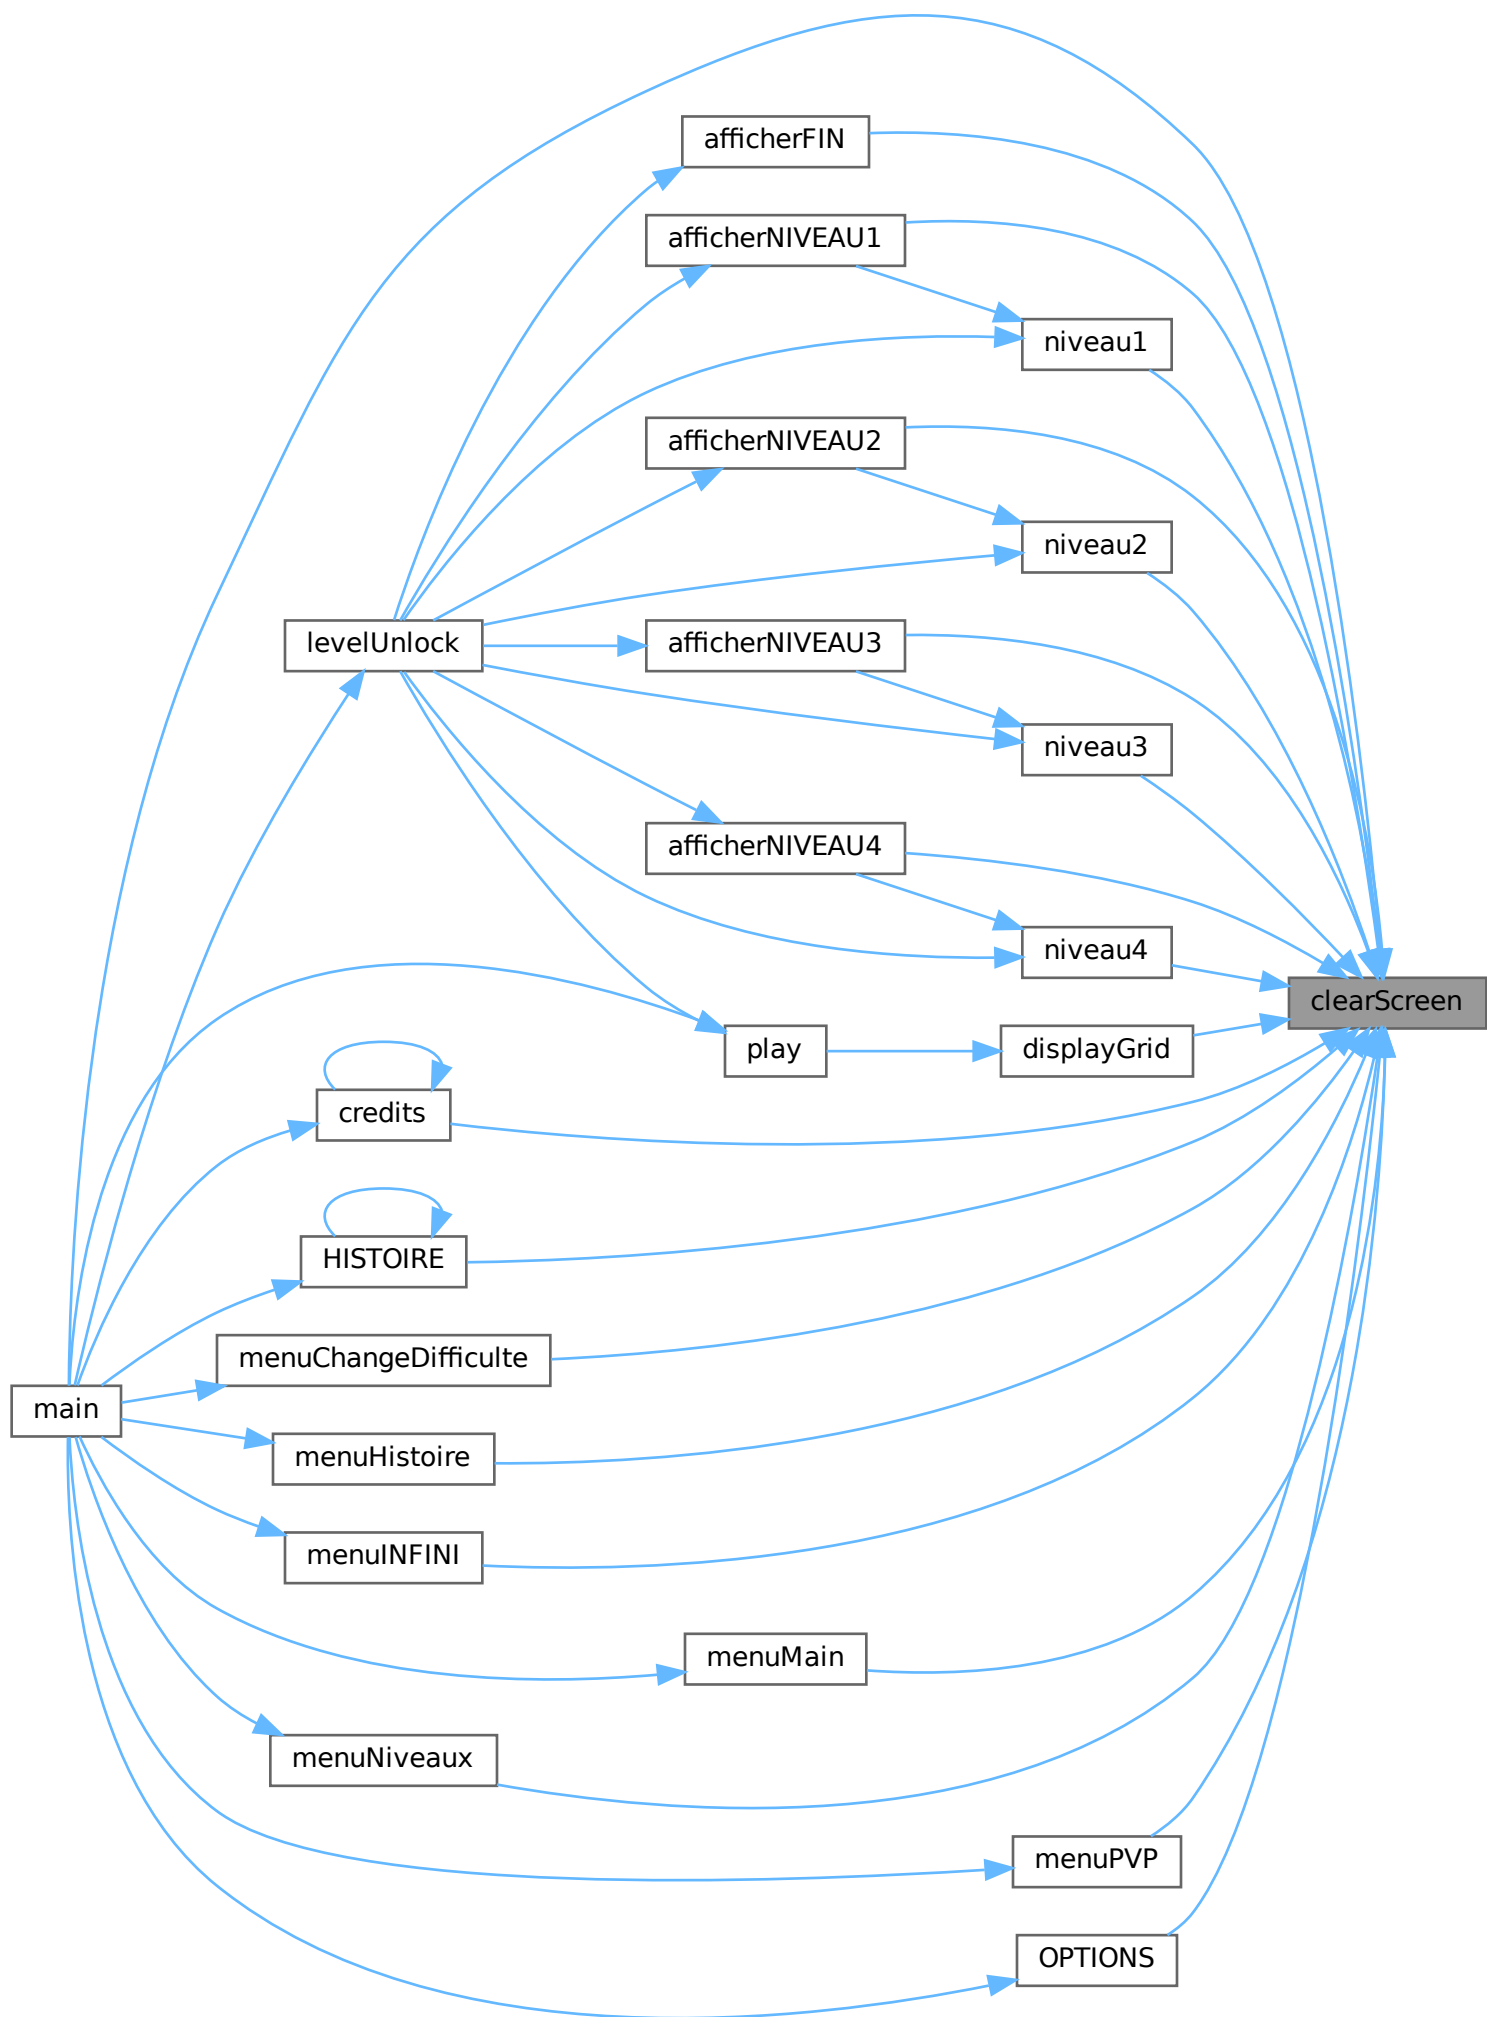 afficherFIN
afficherNIVEAU1
niveau1
afficherNIVEAU2
niveau2
levelUnlock
afficherNIVEAU3
niveau3
afficherNIVEAU4
niveau4
clearScreen
play
displayGrid
credits
HISTOIRE
menuChangeDifficulte
main
menuHistoire
menuINFINI
menuMain
menuNiveaux
menuPVP
OPTIONS